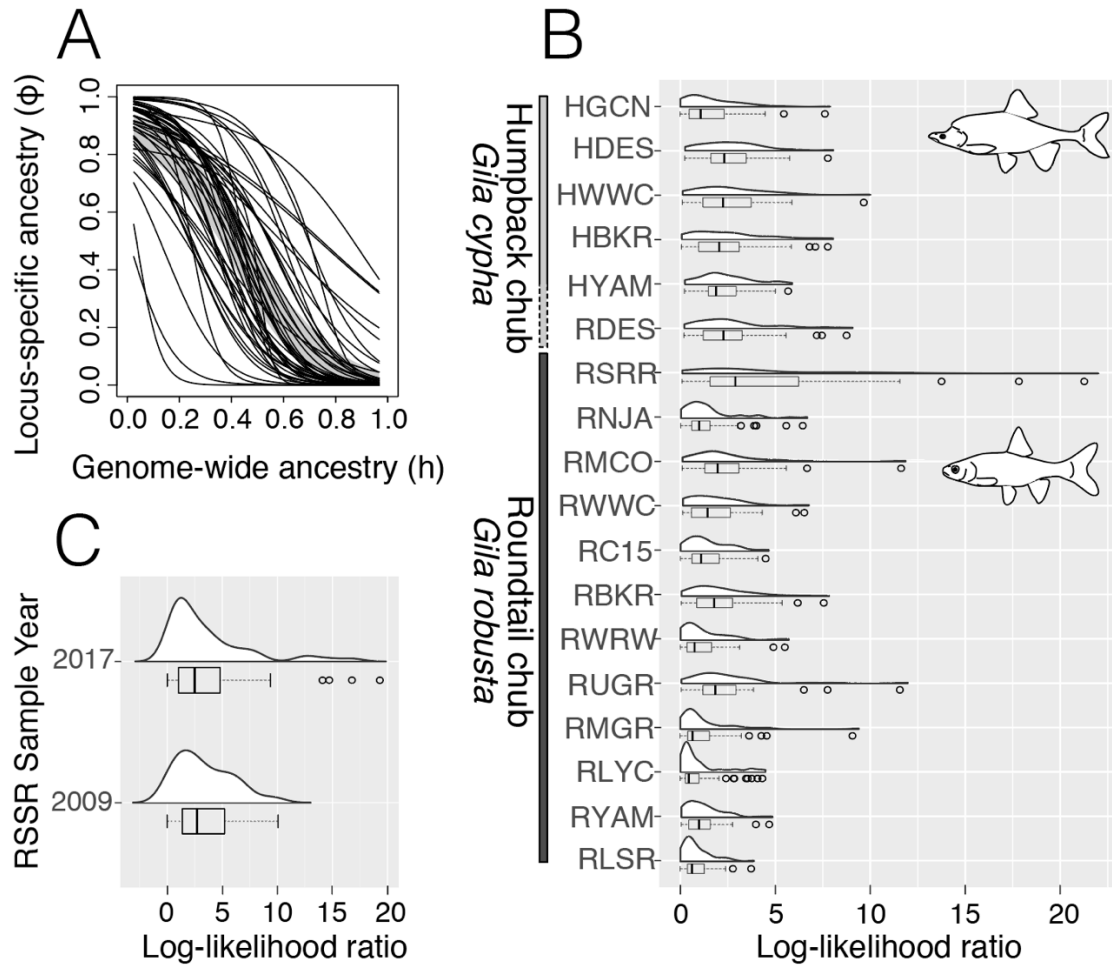 A
Locus-specific ancestry (ϕ)
1.0
0.8
0.6
0.4
0.2
0.0
0.0 0.2 0.4 0.6 0.8 1.0
Genome-wide ancestry (h)
B
Humpback chub
Gila cypha
Roundtail chub
Gila robusta
HGCN
HDES
HWWC
HBKR
HYAM
RDES
RSRR
RNJA
RMCO
RWWC
RC15
RBKR
RWRW
RUGR
RMGR
RLYC
RYAM
RLSR
0 5 10 15 20
Log-likelihood ratio
C
RSSR Sample Year
2017
2009
0 5 10 15 20
Log-likelihood ratio